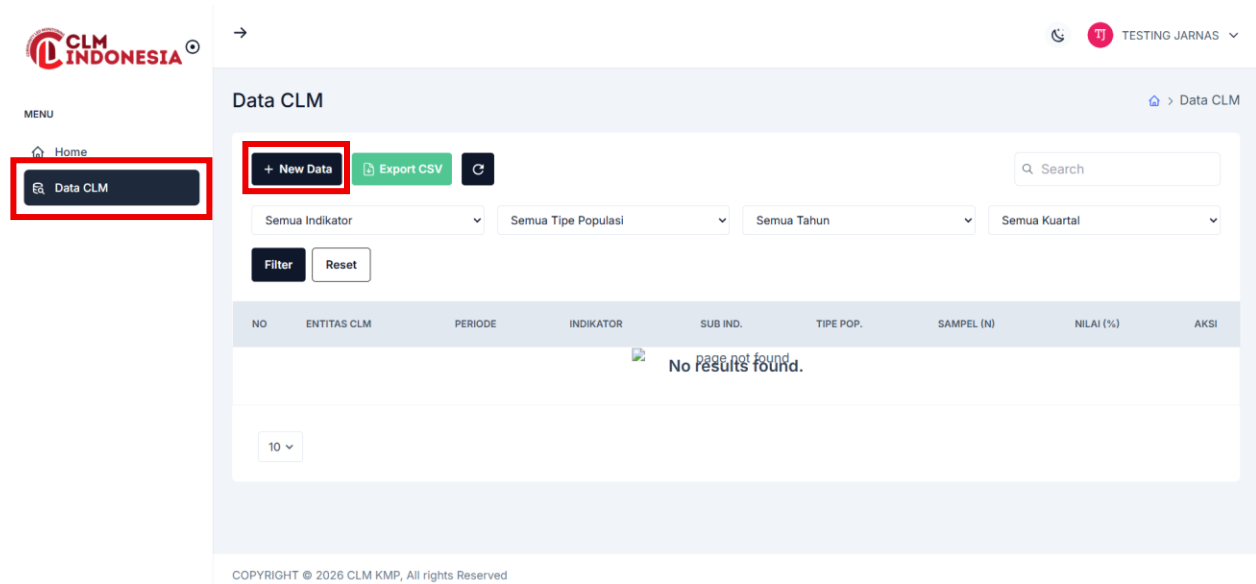 CLM
INDONESIA
TESTING JARNAS
TJ
MENU
Home
Data CLM
Data CLM
> Data CLM
+ New Data
Export CSV
Search
Semua Indikator
Semua Tipe Populasi
Semua Tahun
Semua Kuartal
Filter
Reset
NO ENTITAS CLM PERIODE INDIKATOR SUB IND. TIPE POP. SAMPEL (N) NILAI (%) AKSI
page not found
No results found.
10
COPYRIGHT © 2026 CLM KMP, All rights Reserved